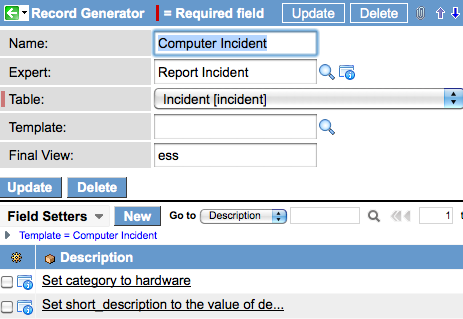 Record Generator = Required field Update Delete
Name: Computer Incident
Expert: Report Incident
Table: Incident [incident]
Template:
Final View: ess
Update Delete
Field Setters New Go to Description 1
Template = Computer Incident
Description
Set category to hardware
Set short_description to the value of de...